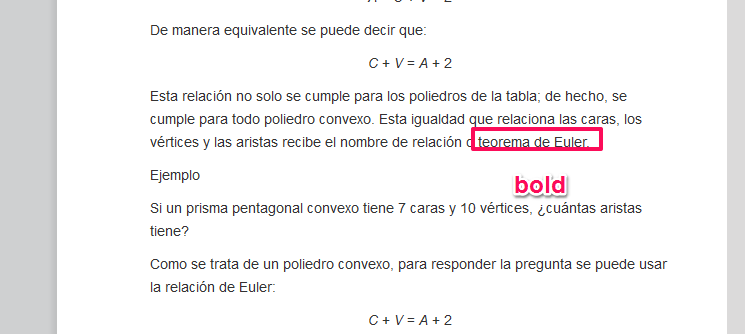 De manera equivalente se puede decir que:
C + V = A + 2
Esta relación no solo se cumple para los poliedros de la tabla; de hecho, se
cumple para todo poliedro convexo. Esta igualdad que relaciona las caras, los
vértices y las aristas recibe el nombre de relación o teorema de Euler.
bold
Ejemplo
Si un prisma pentagonal convexo tiene 7 caras y 10 vértices, ¿cuántas aristas
tiene?
Como se trata de un poliedro convexo, para responder la pregunta se puede usar
la relación de Euler:
C + V = A + 2